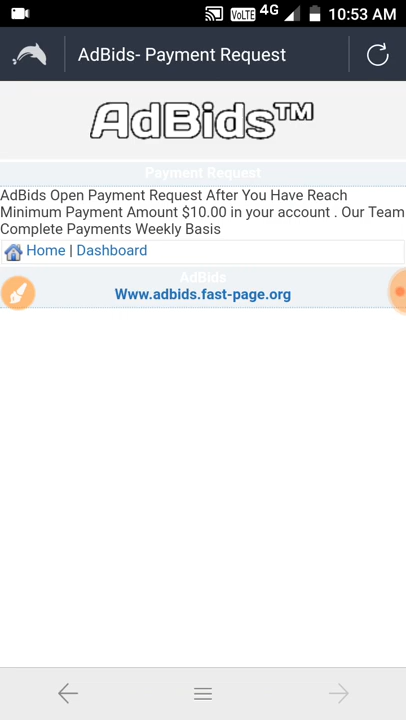 VoLTE 4G 10:53 AM
AdBids- Payment Request
AdBids™
Payment Request
AdBids Open Payment Request After You Have Reach
Minimum Payment Amount $10.00 in your account . Our Team
Complete Payments Weekly Basis
Home | Dashboard
AdBids
Www.adbids.fast-page.org